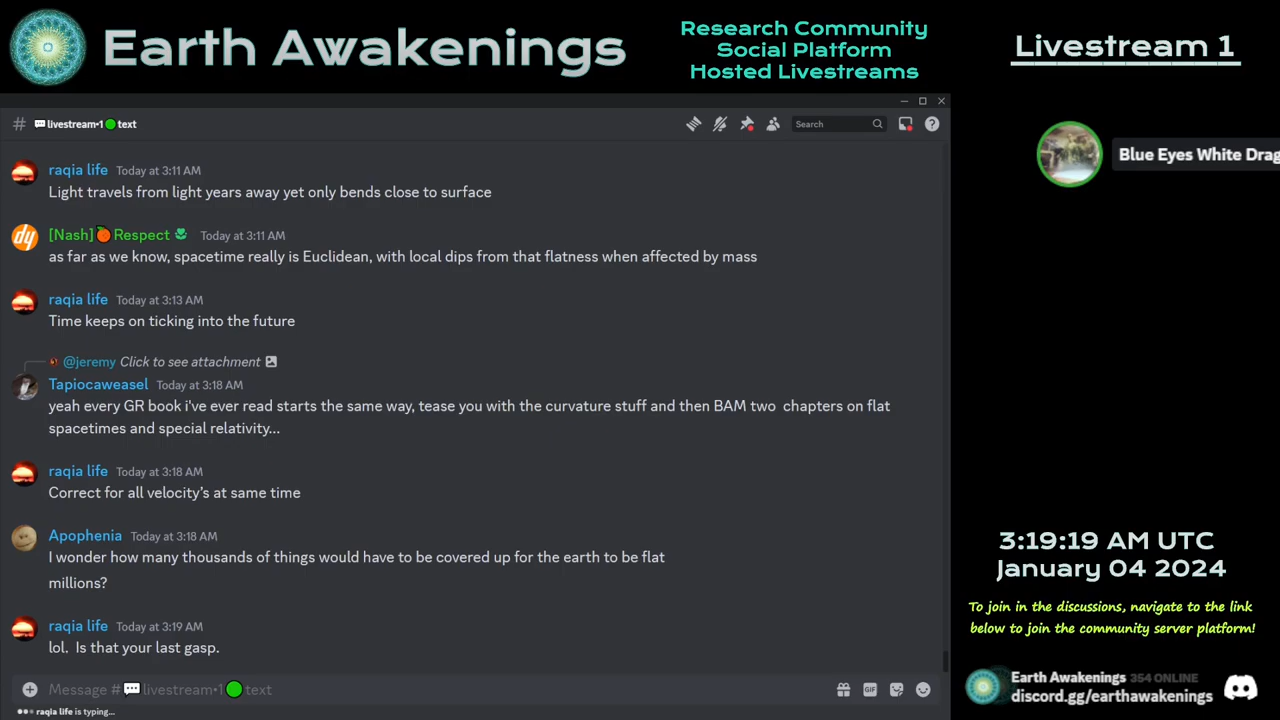 Earth Awakenings
Research Community
Social Platform
Hosted Livestreams
Livestream 1
# 💬livestream•1🟢text
Search
raqia life Today at 3:11 AM
Light travels from light years away yet only bends close to surface
dy
[Nash]🍊Respect Today at 3:11 AM
as far as we know, spacetime really is Euclidean, with local dips from that flatness when affected by mass
raqia life Today at 3:13 AM
Time keeps on ticking into the future
@jeremy Click to see attachment
Tapiocaweasel Today at 3:18 AM
yeah every GR book i've ever read starts the same way, tease you with the curvature stuff and then BAM two chapters on flat
spacetimes and special relativity...
raqia life Today at 3:18 AM
Correct for all velocity's at same time
Apophenia Today at 3:18 AM
I wonder how many thousands of things would have to be covered up for the earth to be flat
millions?
raqia life Today at 3:19 AM
lol. Is that your last gasp.
Message #💬livestream•1🟢text
GIF
raqia life is typing...
Blue Eyes White Drag
3:19:19 AM UTC
January 04 2024
To join in the discussions, navigate to the link
below to join the community server platform!
Earth Awakenings 354 ONLINE
discord.gg/earthawakenings